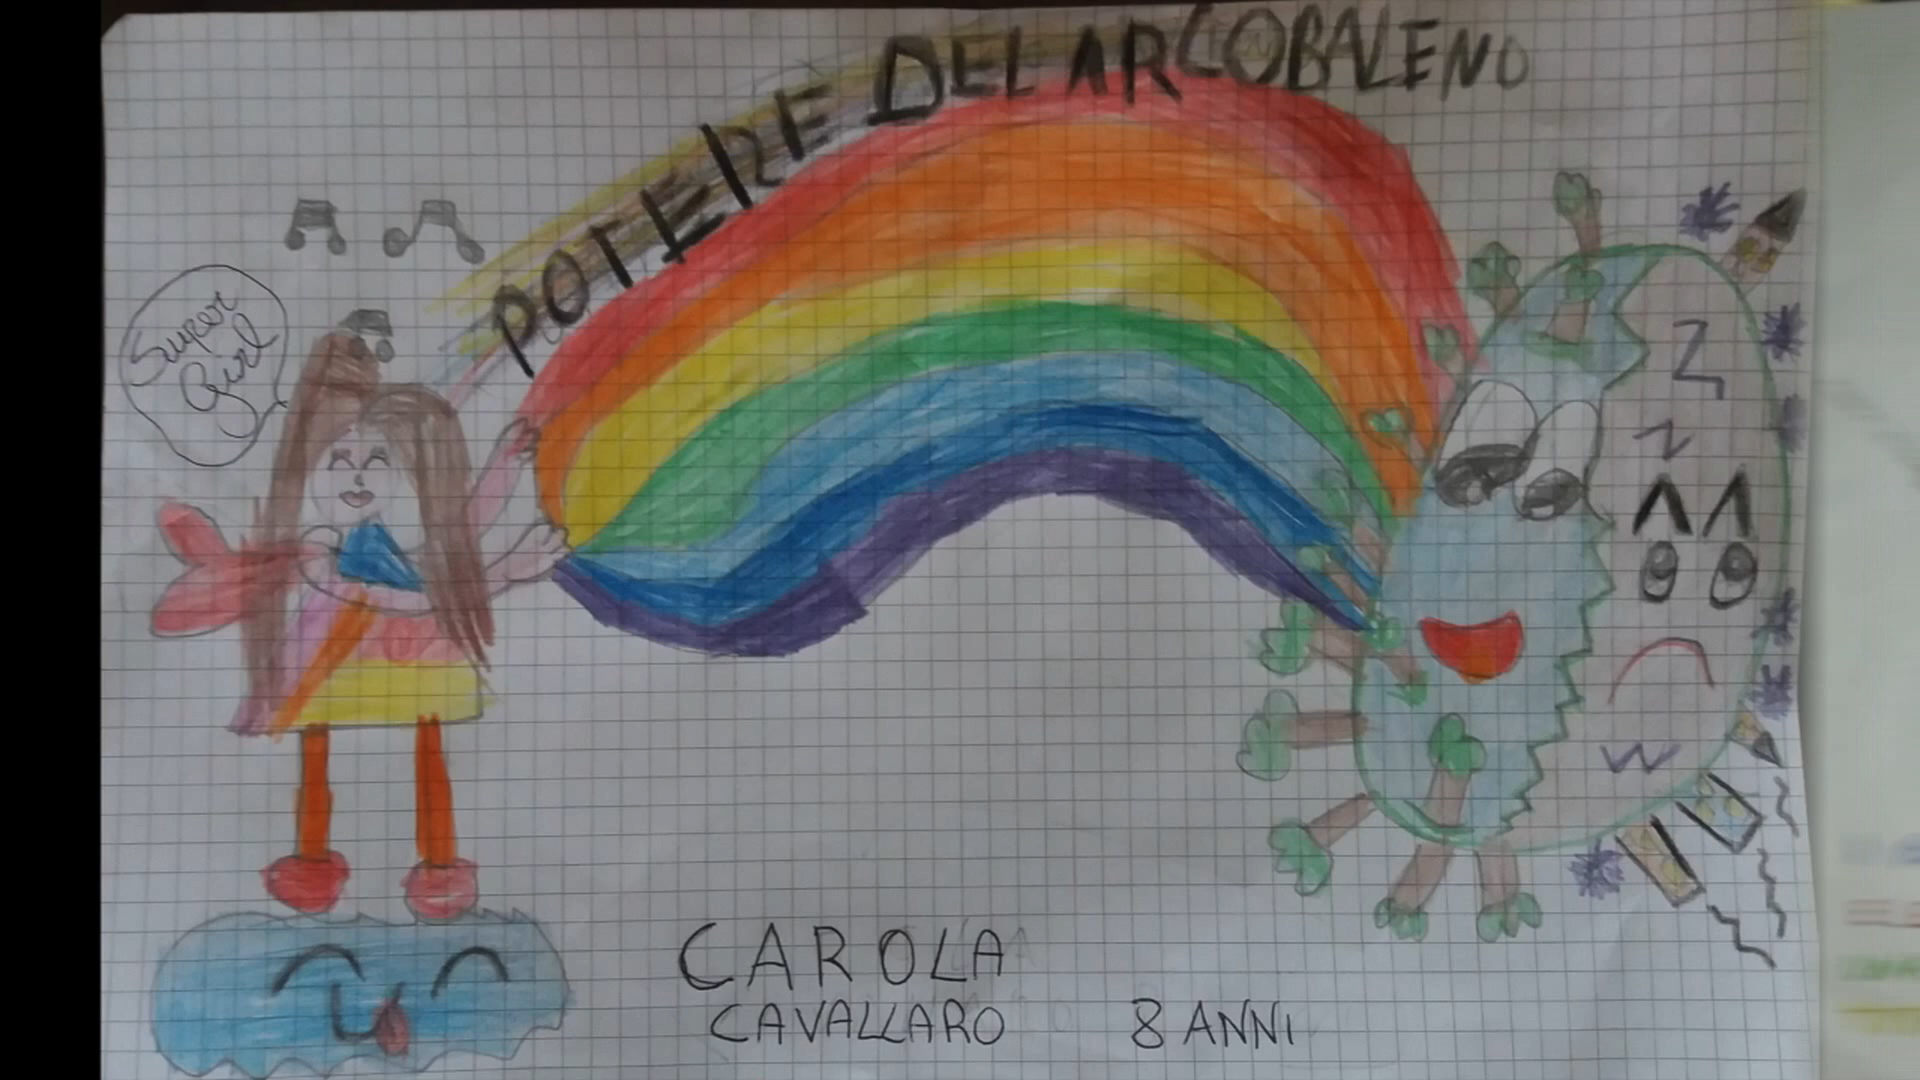 POTERE DEL ARCOBALENO
Super
Girl
CAROLA
CAVALLARO 8 ANNI